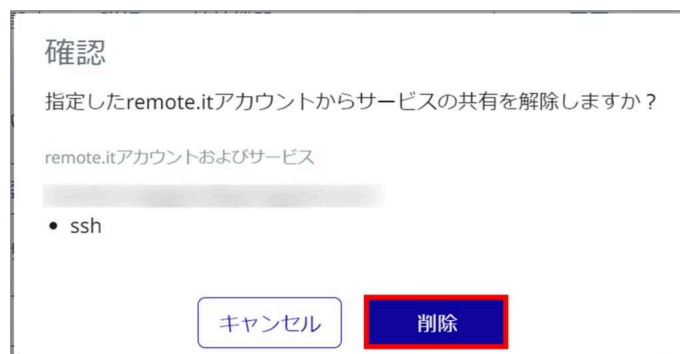 確認
指定したremote.itアカウントからサービスの共有を解除しますか？
remote.itアカウントおよびサービス
• ssh
キャンセル
削除